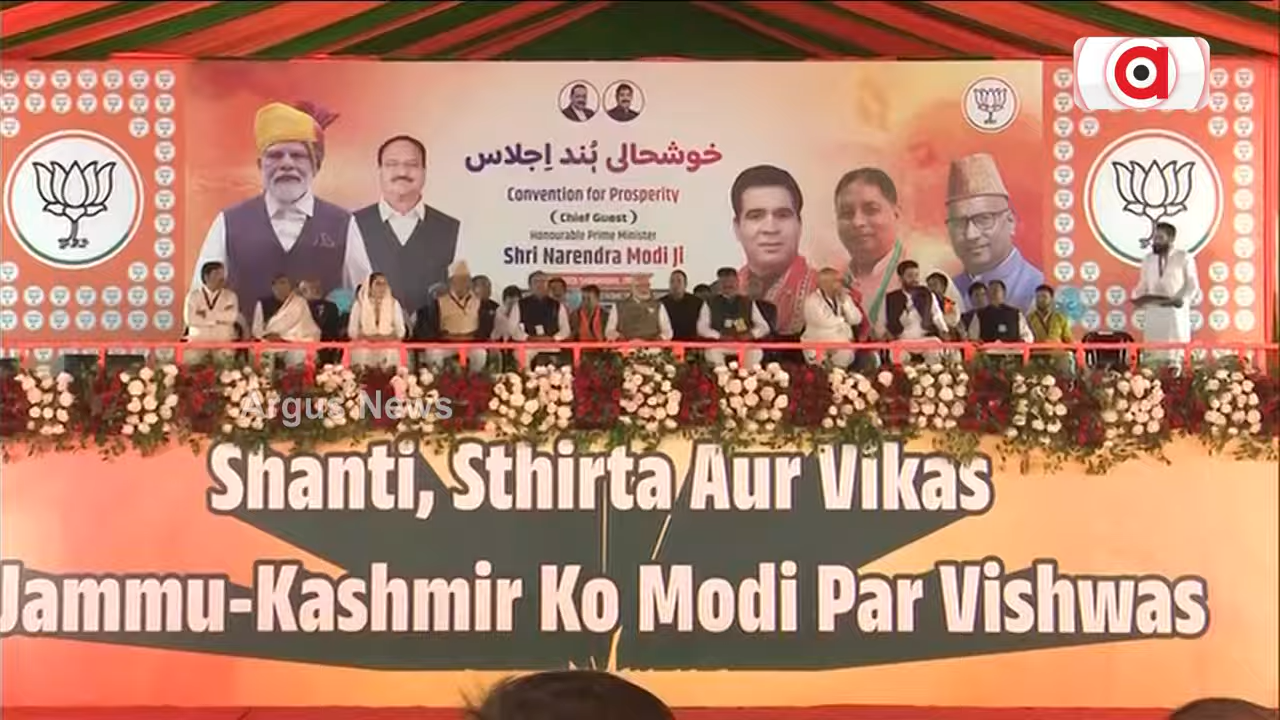 خوشحالی ہُند اِجلاس
Convention for Prosperity
( Chief Guest )
Honourable Prime Minister
Shri Narendra Modi Ji
Argus News
Shanti, Sthirta Aur Vikas
Jammu-Kashmir Ko Modi Par Vishwas